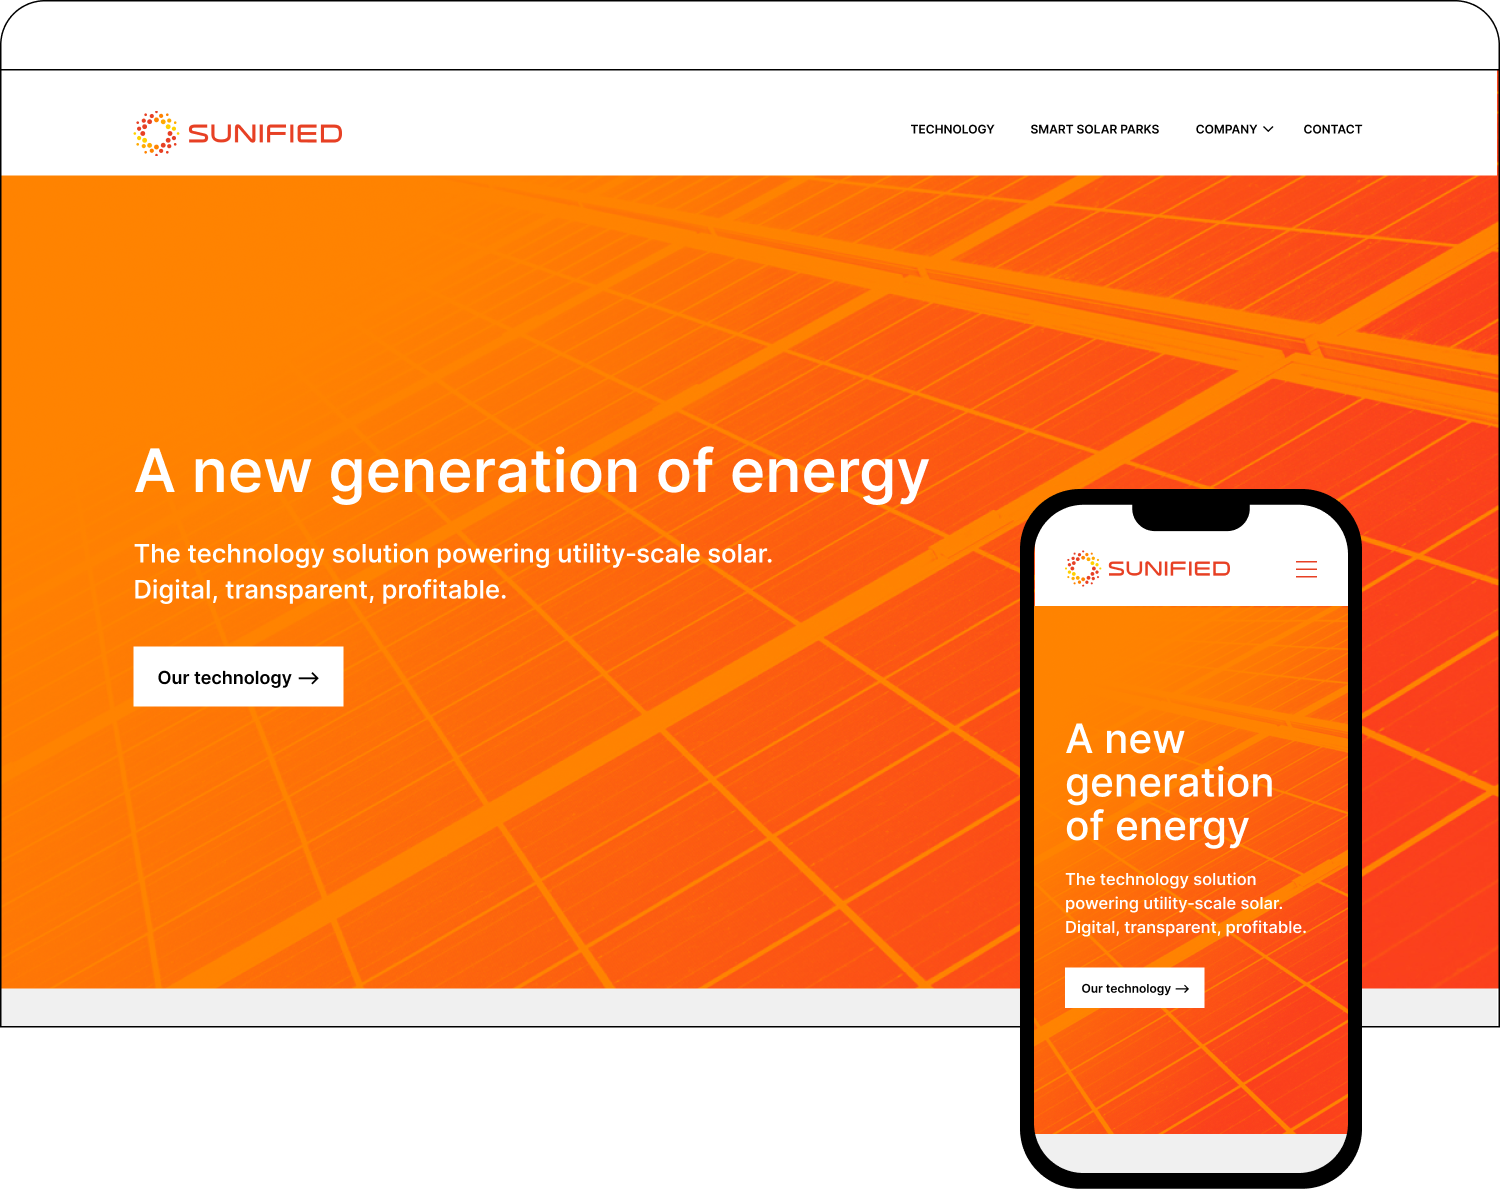 SUNIFIED
TECHNOLOGY SMART SOLAR PARKS COMPANY CONTACT
A new generation of energy
The technology solution powering utility-scale solar.
Digital, transparent, profitable.
Our technology →
SUNIFIED
A new
generation
of energy
The technology solution
powering utility-scale solar.
Digital, transparent, profitable.
Our technology →